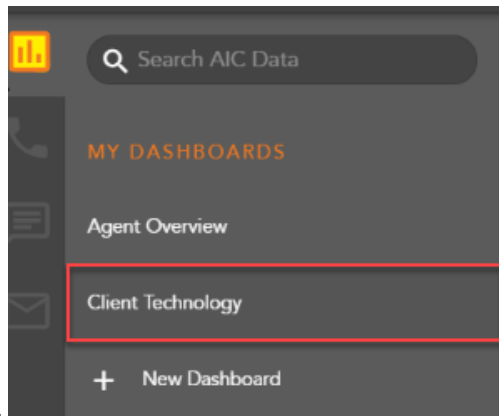 Search AIC Data
MY DASHBOARDS
Agent Overview
Client Technology
+ New Dashboard